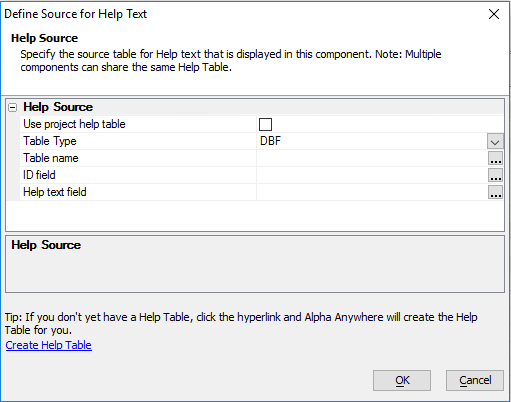 Define Source for Help Text
Help Source
Specify the source table for Help text that is displayed in this component. Note: Multiple
components can share the same Help Table.
Help Source
Use project help table
Table Type DBF
Table name ...
ID field ...
Help text field ...
Help Source
Tip: If you don't yet have a Help Table, click the hyperlink and Alpha Anywhere will create the Help
Table for you.
Create Help Table
OK Cancel